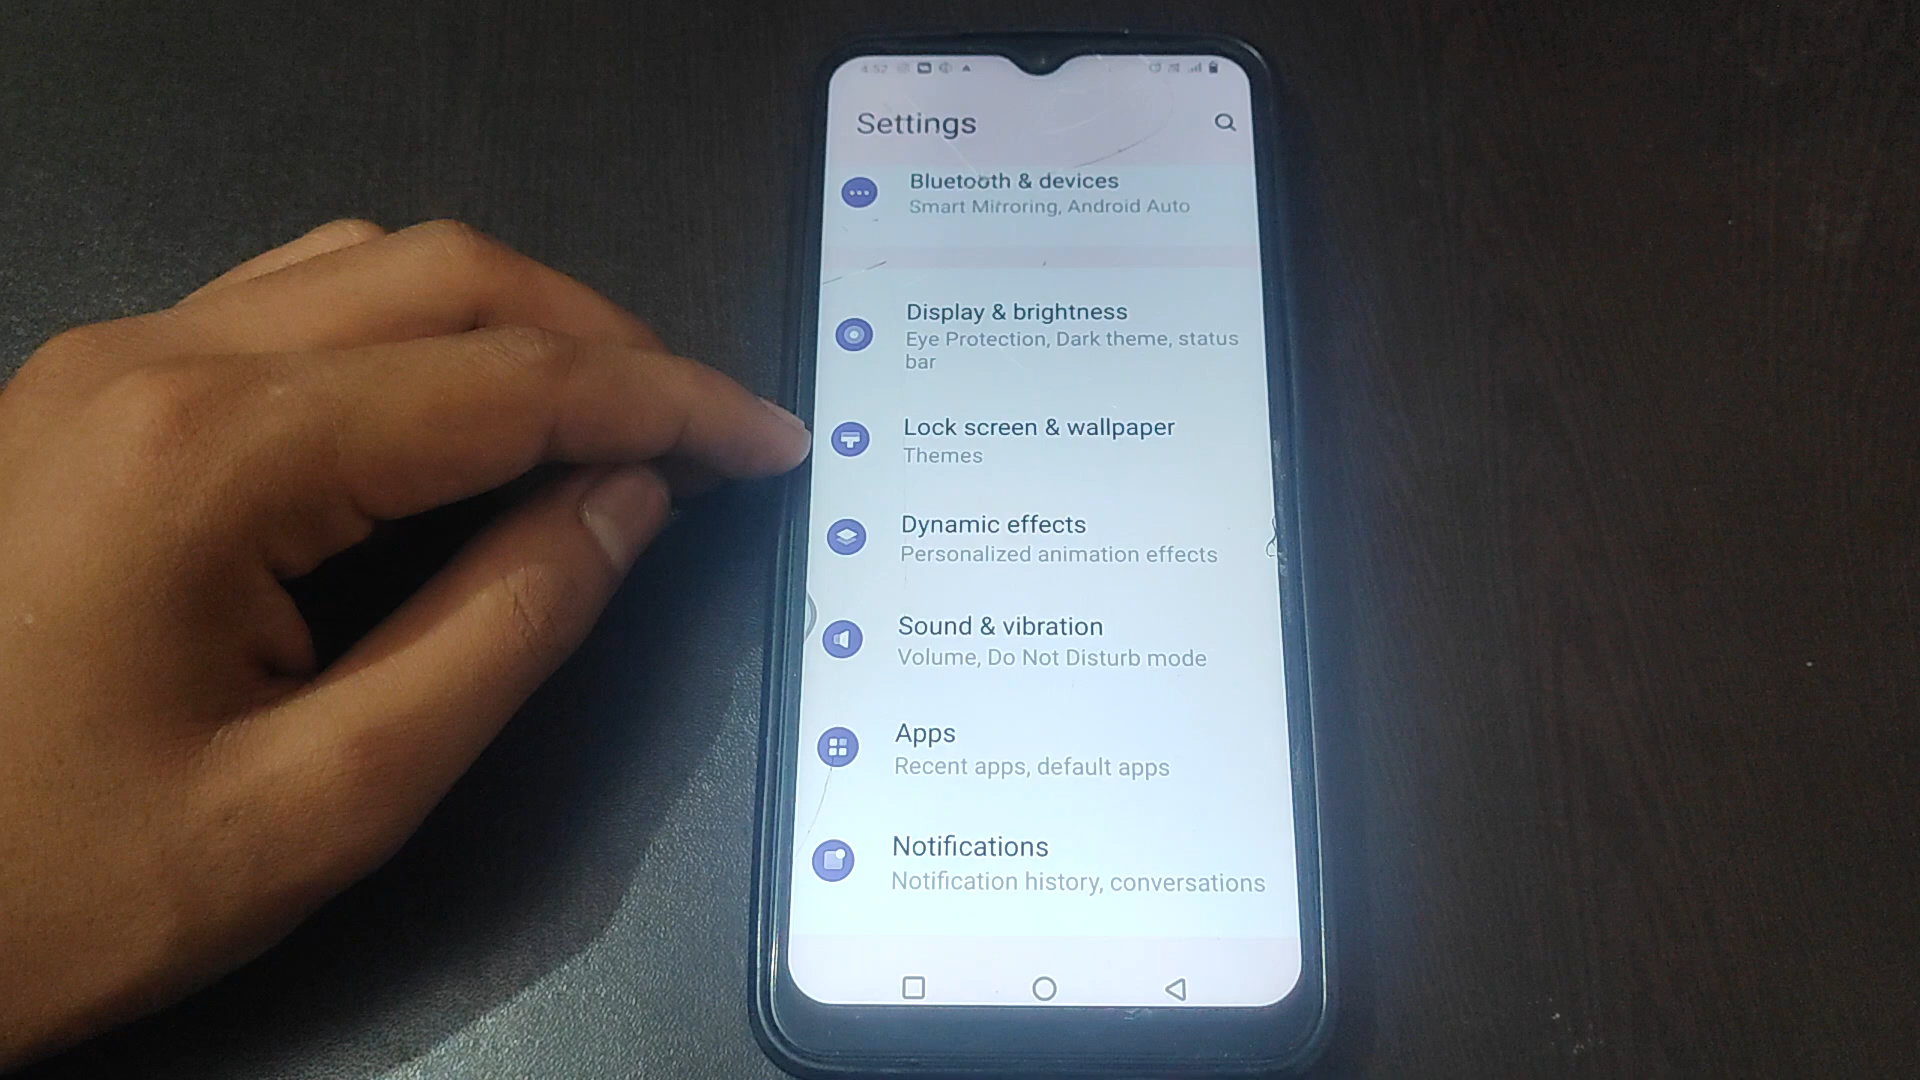 4:52
Settings
Bluetooth & devices
Smart Mirroring, Android Auto
Display & brightness
Eye Protection, Dark theme, status
bar
Lock screen & wallpaper
Themes
Dynamic effects
Personalized animation effects
Sound & vibration
Volume, Do Not Disturb mode
Apps
Recent apps, default apps
Notifications
Notification history, conversations